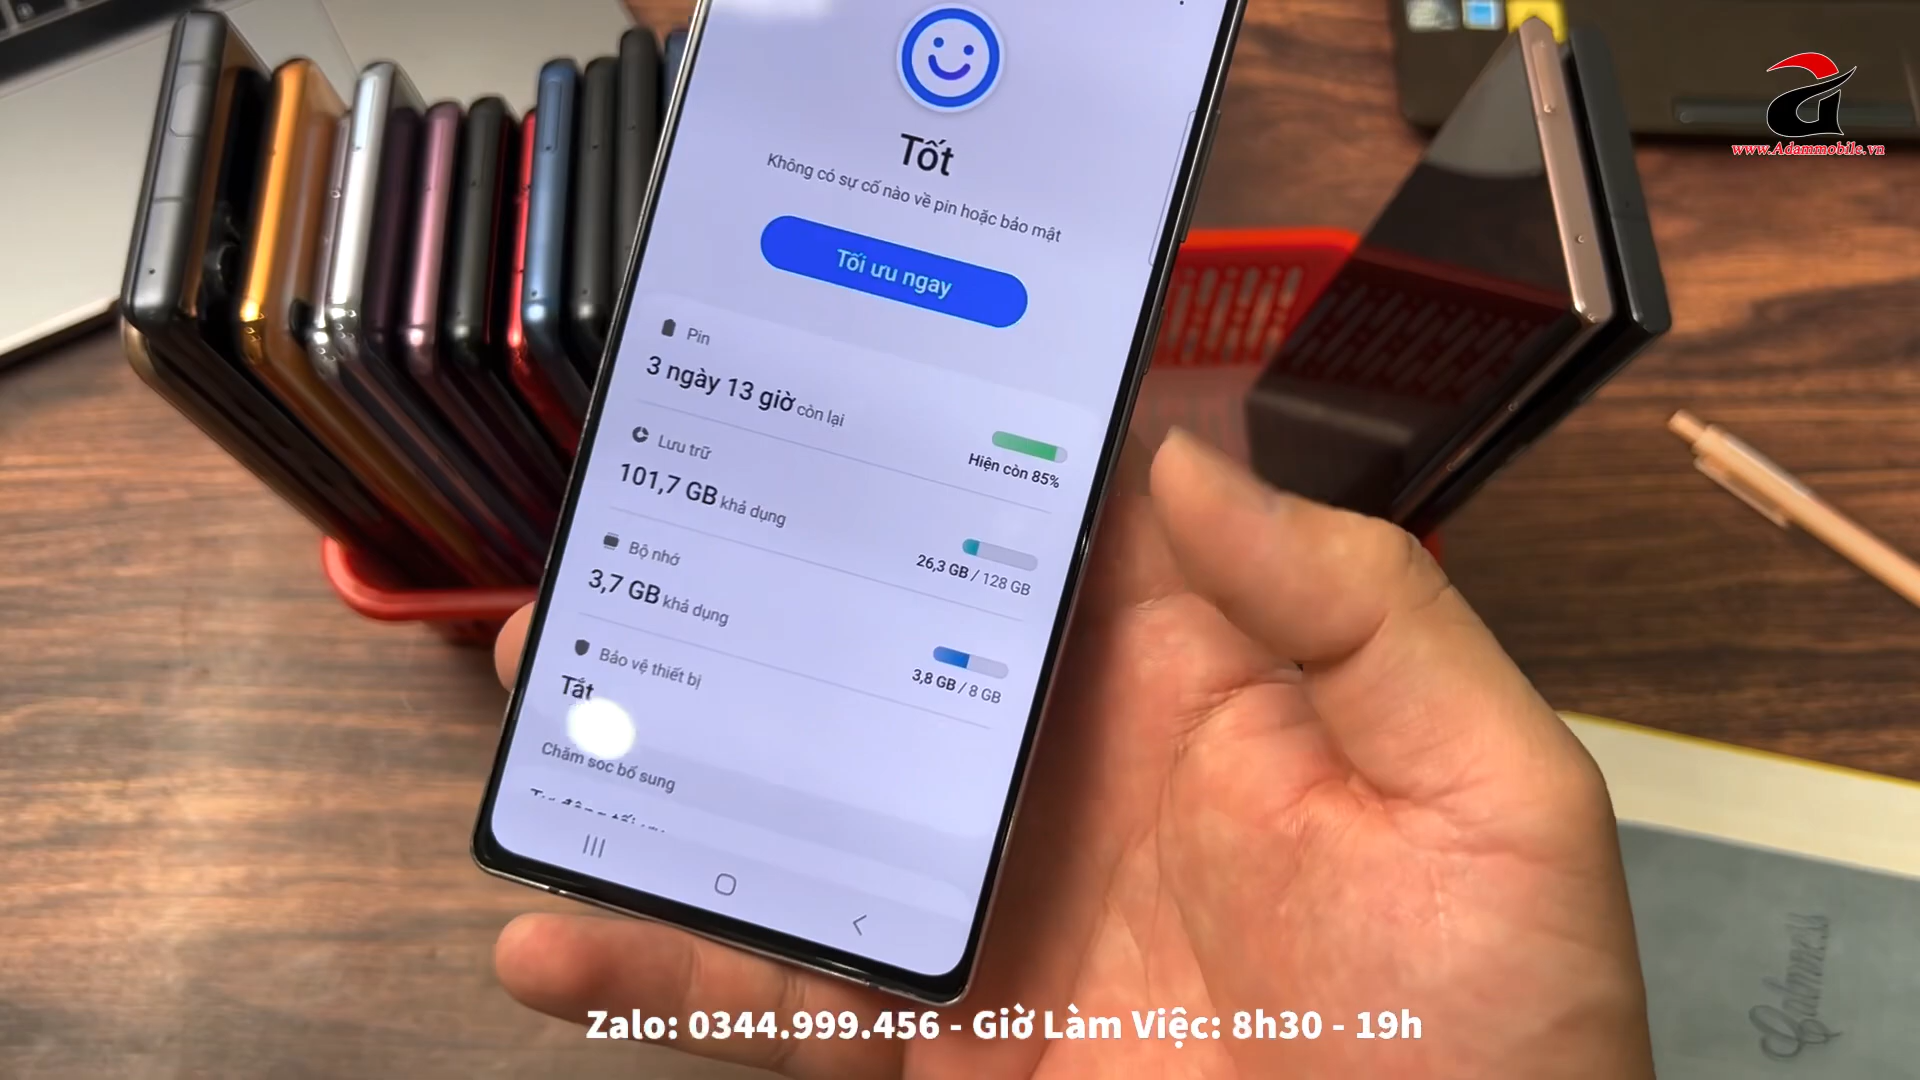 www.Adammobile.vn
Tốt
Không có sự cố nào về pin hoặc bảo mật
Tối ưu ngay
Pin
3 ngày 13 giờ còn lại
Hiện còn 85%
Lưu trữ
101,7 GB khả dụng
26,3 GB / 128 GB
Bộ nhớ
3,7 GB khả dụng
3,8 GB / 8 GB
Bảo vệ thiết bị
Tắt
Chăm sóc bổ sung
Calmness
Zalo: 0344.999.456 - Giờ Làm Việc: 8h30 - 19h